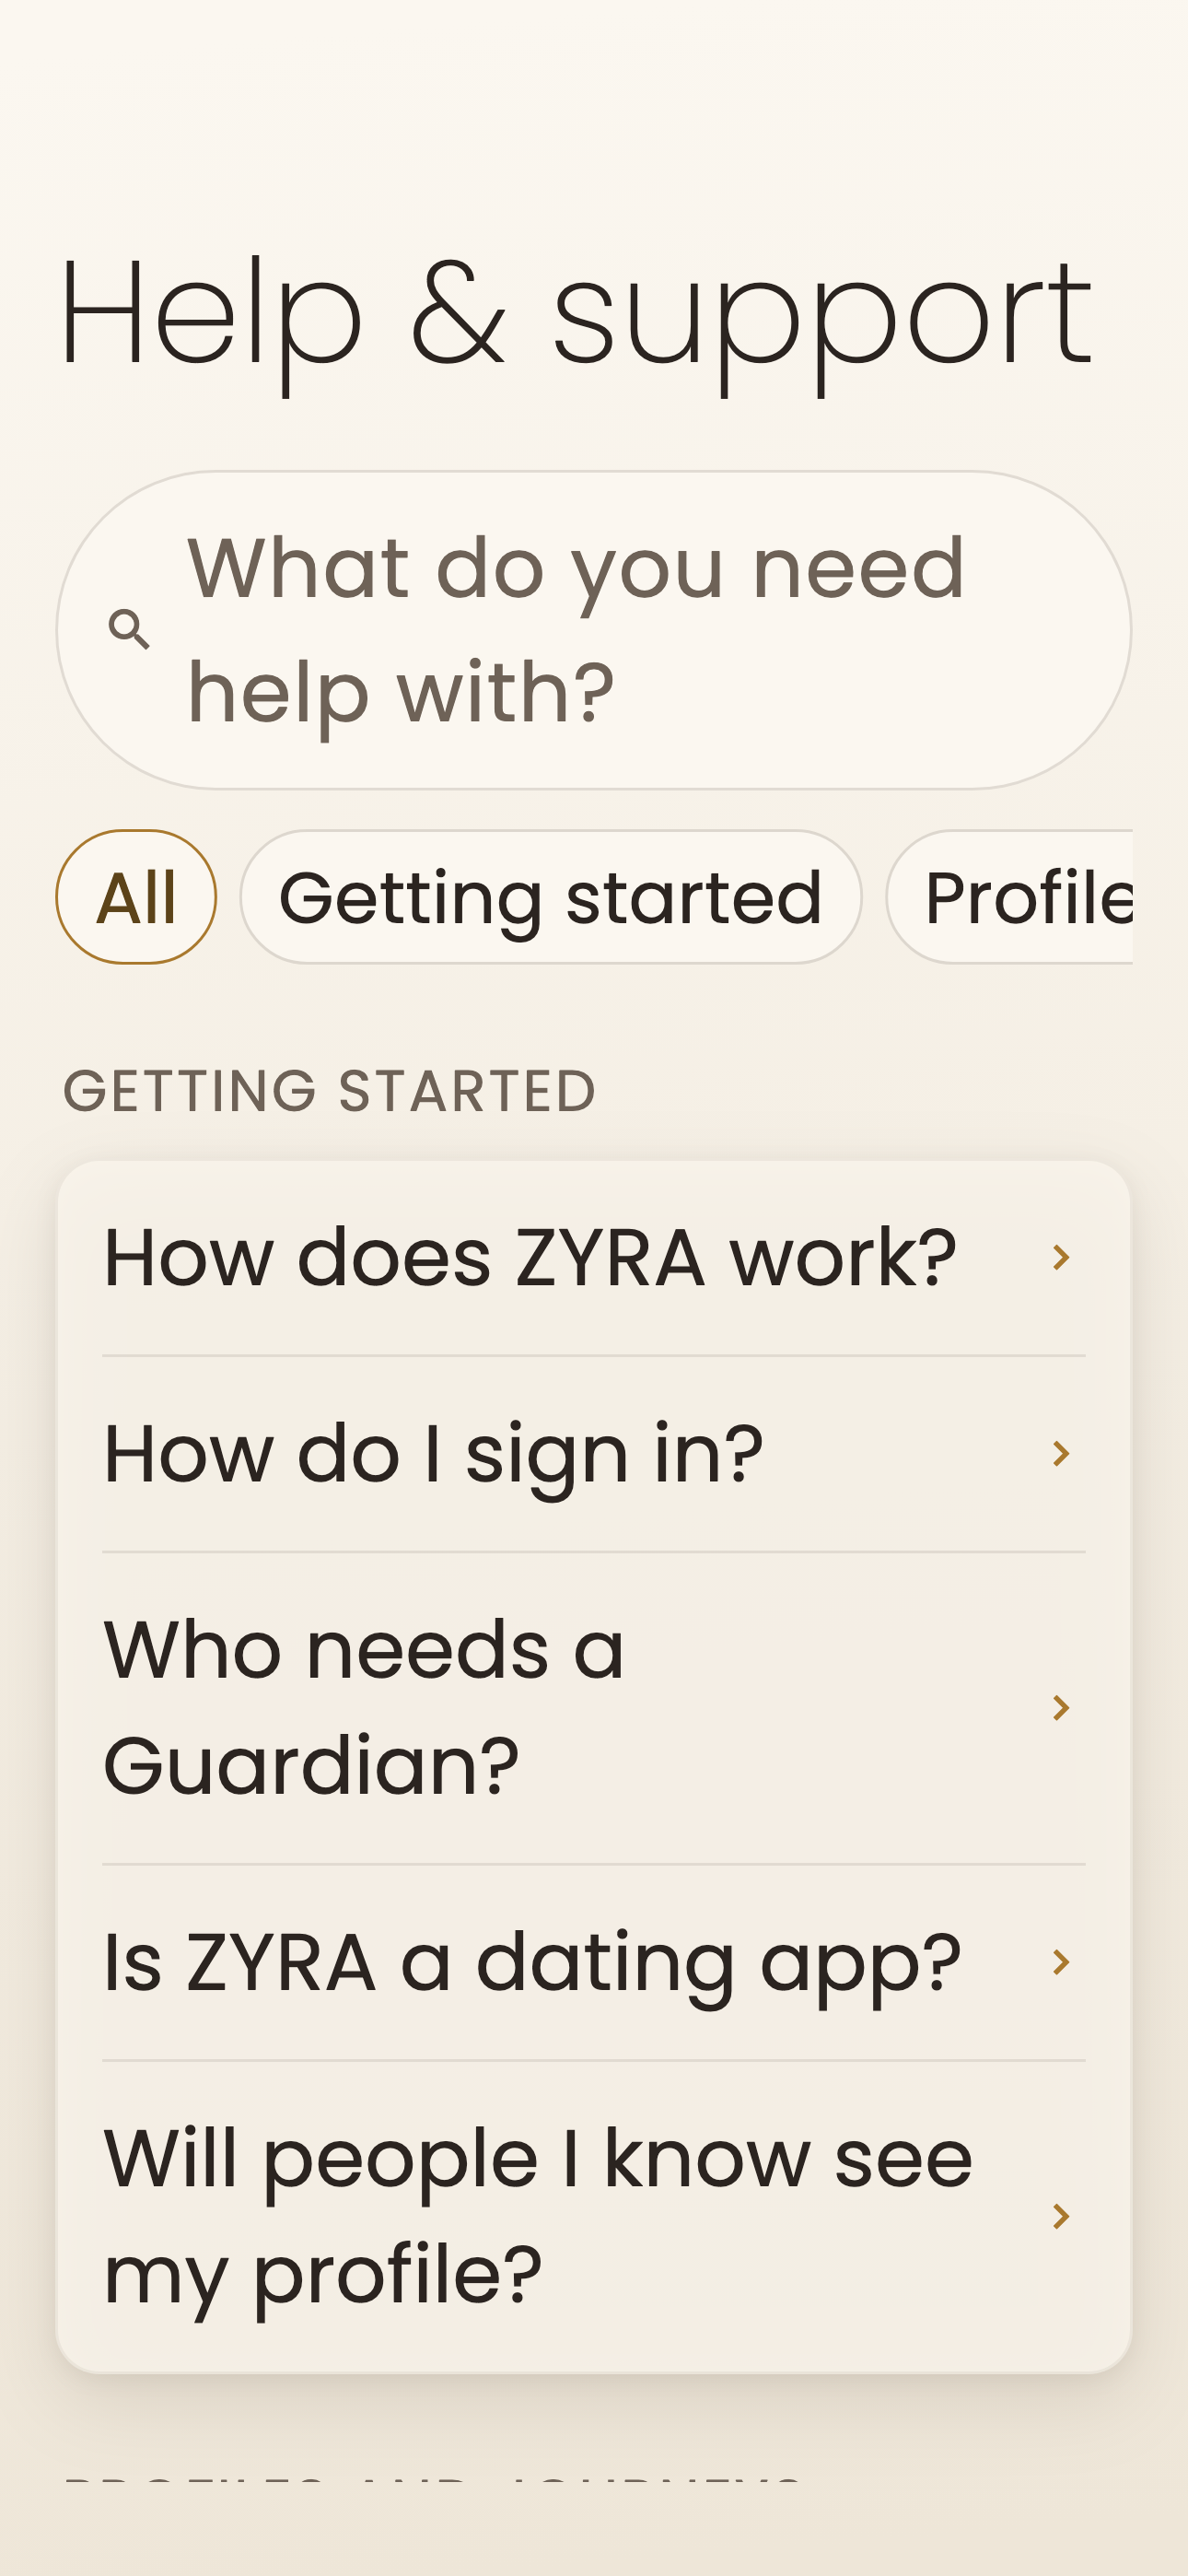 Help & support
What do you need
help with?
All
Getting started
Profile
GETTING STARTED
How does ZYRA work?
How do I sign in?
Who needs a
Guardian?
Is ZYRA a dating app?
Will people I know see
my profile?